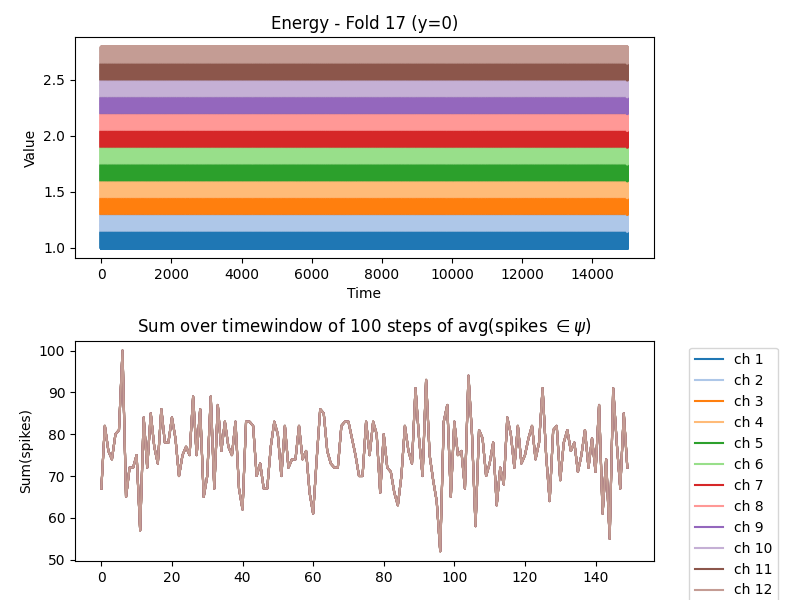 Energy - Fold 17 (y=0)
Value
2.5
2.0
1.5
1.0
0 2000 4000 6000 8000 10000 12000 14000
Time
Sum over timewindow of 100 steps of avg(spikes ∈ ψ)
Sum(spikes)
100
90
80
70
60
50
0 20 40 60 80 100 120 140
ch 1
ch 2
ch 3
ch 4
ch 5
ch 6
ch 7
ch 8
ch 9
ch 10
ch 11
ch 12